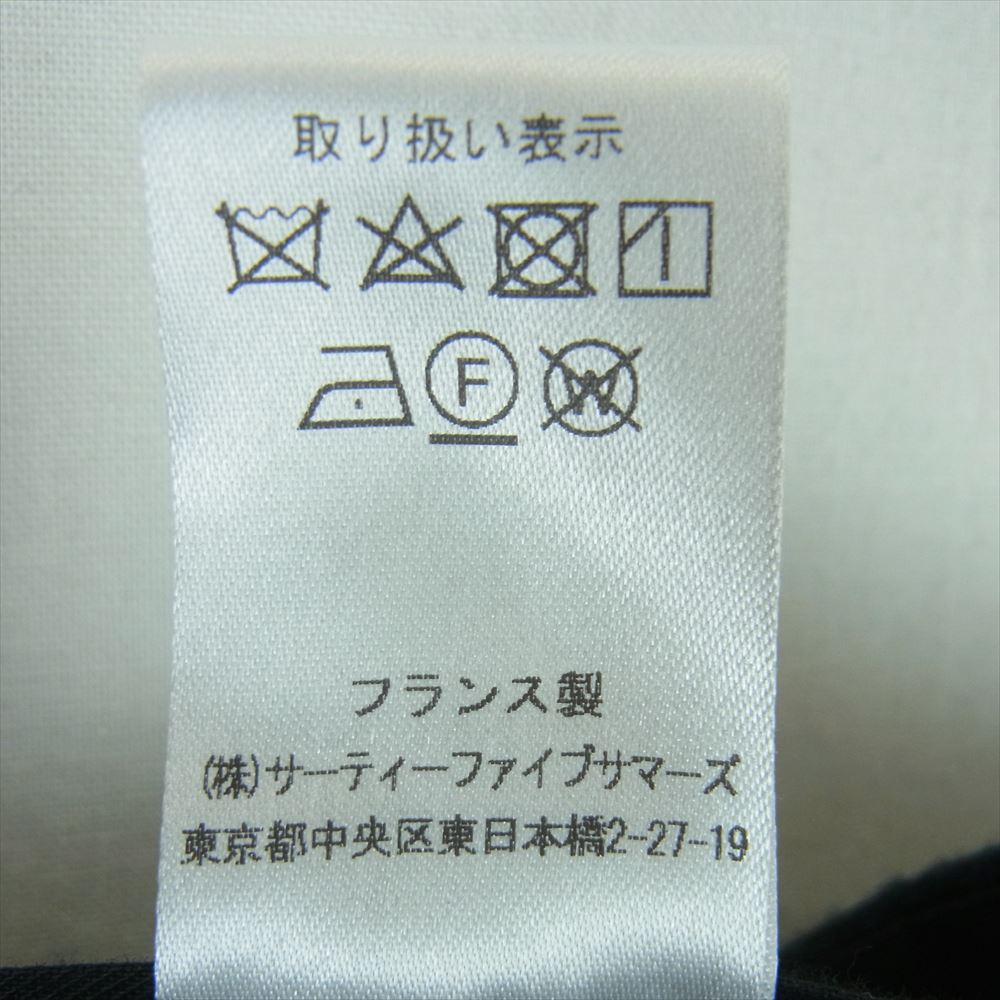 取り扱い表示
F W
フランス製
(株)サーティーファイブサマーズ
東京都中央区東日本橋2-27-19